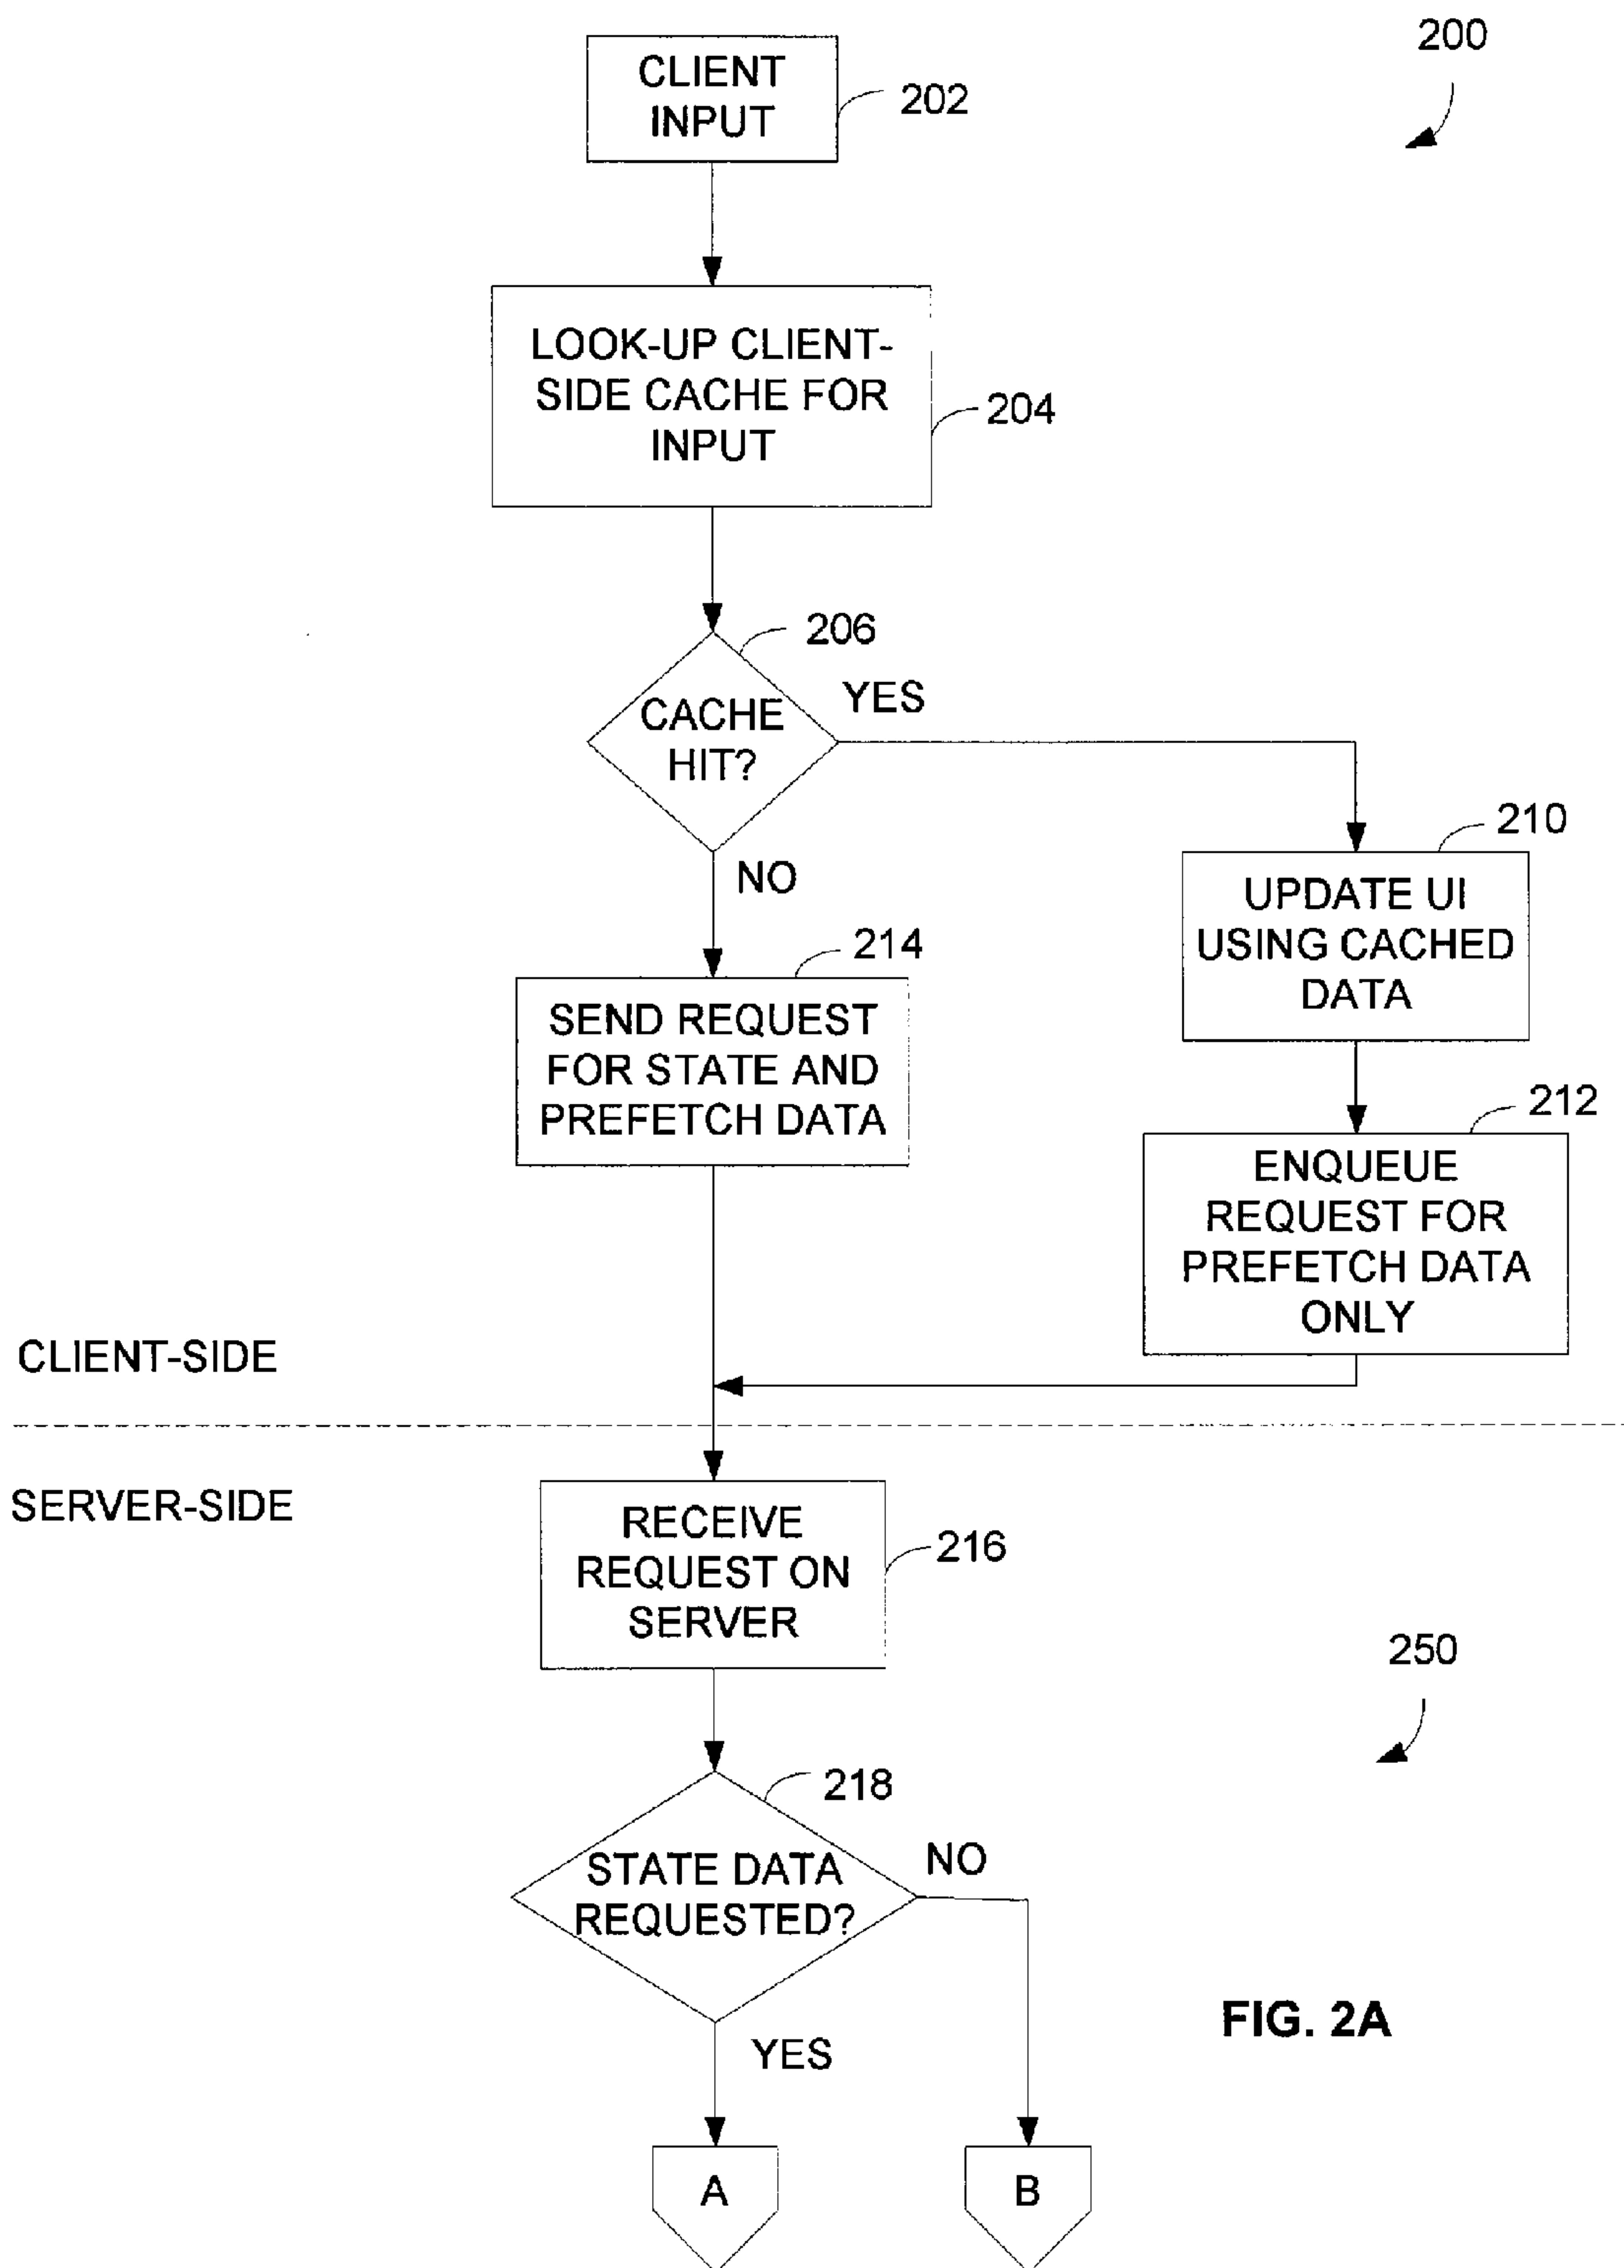 200
CLIENT
INPUT
202
LOOK-UP CLIENT-
SIDE CACHE FOR
INPUT
204
206
CACHE
HIT?
YES
NO
210
UPDATE UI
USING CACHED
DATA
214
SEND REQUEST
FOR STATE AND
PREFETCH DATA
212
ENQUEUE
REQUEST FOR
PREFETCH DATA
ONLY
CLIENT-SIDE
SERVER-SIDE
RECEIVE
REQUEST ON
SERVER
216
250
218
STATE DATA
REQUESTED?
NO
YES
FIG. 2A
A
B